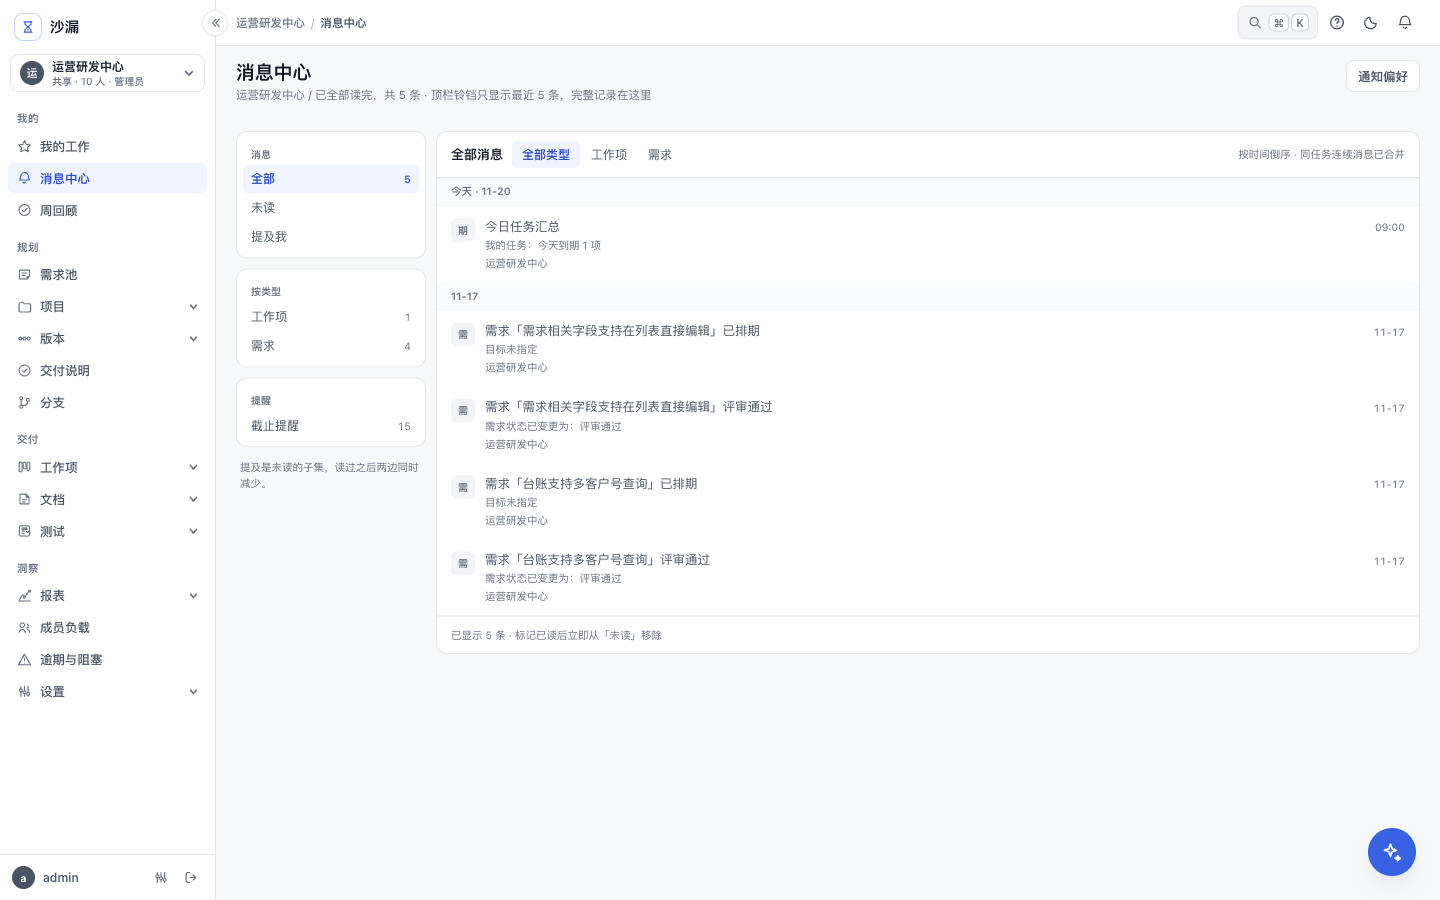 沙漏
运
运营研发中心
共享 · 10 人 · 管理员
我的
我的工作
消息中心
周回顾
规划
需求池
项目
版本
交付说明
分支
交付
工作项
文档
测试
洞察
报表
成员负载
逾期与阻塞
设置
a
admin
运营研发中心 / 消息中心
⌘ K
消息中心
运营研发中心 / 已全部读完，共 5 条 · 顶栏铃铛只显示最近 5 条，完整记录在这里
通知偏好
消息
全部 5
未读
提及我
按类型
工作项 1
需求 4
提醒
截止提醒 15
提及是未读的子集，读过之后两边同时
减少。
全部消息 全部类型 工作项 需求
按时间倒序 · 同任务连续消息已合并
今天 · 11-20
期
今日任务汇总 09:00
我的任务：今天到期 1 项
运营研发中心
11-17
需
需求「需求相关字段支持在列表直接编辑」已排期 11-17
目标未指定
运营研发中心
需
需求「需求相关字段支持在列表直接编辑」评审通过 11-17
需求状态已变更为：评审通过
运营研发中心
需
需求「台账支持多客户号查询」已排期 11-17
目标未指定
运营研发中心
需
需求「台账支持多客户号查询」评审通过 11-17
需求状态已变更为：评审通过
运营研发中心
已显示 5 条 · 标记已读后立即从「未读」移除